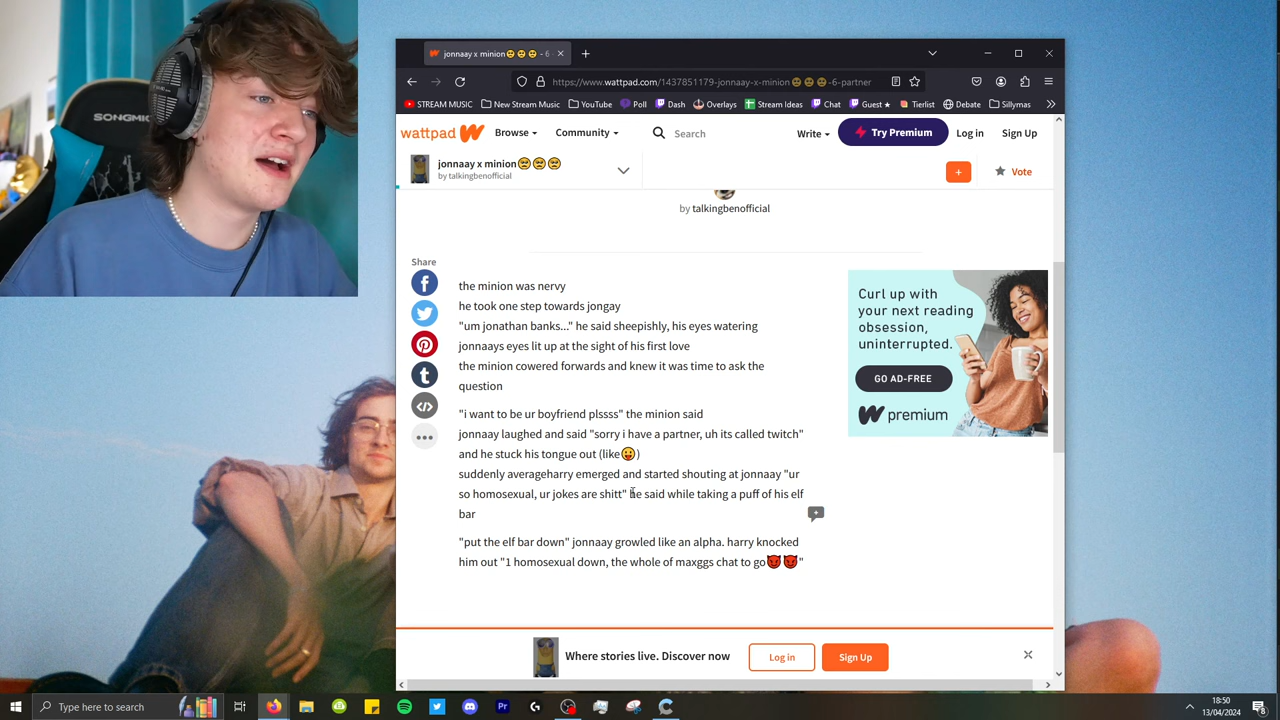 SONGMIC
jonnaay x minion🥺🥺🥺 - 6
https://www.wattpad.com/1437851179-jonnaay-x-minion🥺🥺🥺-6-partner
STREAM MUSIC
New Stream Music
YouTube
Poll
Dash
Overlays
Stream Ideas
Chat
Guest ★
Tierlist
Debate
Sillymas
wattpad
Browse
Community
Search
Write
Try Premium
Log in
Sign Up
jonnaay x minion🥺🥺🥺
by talkingbenofficial
+
Vote
by talkingbenofficial
Share
the minion was nervy
he took one step towards jongay
"um jonathan banks..." he said sheepishly, his eyes watering
jonnaays eyes lit up at the sight of his first love
the minion cowered forwards and knew it was time to ask the
question
"i want to be ur boyfriend plssss" the minion said
jonnaay laughed and said "sorry i have a partner, uh its called twitch"
and he stuck his tongue out (like😜)
suddenly averageharry emerged and started shouting at jonnaay "ur
so homosexual, ur jokes are shitt" he said while taking a puff of his elf
bar
"put the elf bar down" jonnaay growled like an alpha. harry knocked
him out "1 homosexual down, the whole of maxggs chat to go😈😈"
Curl up with
your next reading
obsession,
uninterrupted.
GO AD-FREE
premium
Where stories live. Discover now
Log in
Sign Up
Type here to search
18:50
13/04/2024
8